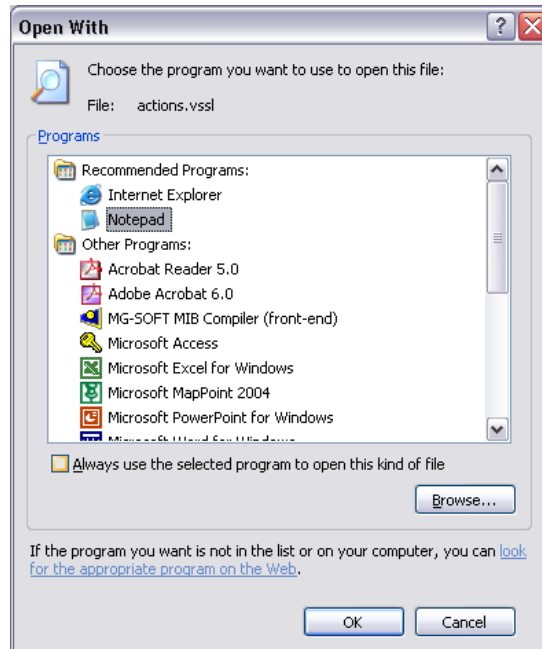 Open With
Choose the program you want to use to open this file:
File: actions.vssl
Programs
Recommended Programs:
Internet Explorer
Notepad
Other Programs:
Acrobat Reader 5.0
Adobe Acrobat 6.0
MG-SOFT MIB Compiler (front-end)
Microsoft Access
Microsoft Excel for Windows
Microsoft MapPoint 2004
Microsoft PowerPoint for Windows
Microsoft Word for Windows
Always use the selected program to open this kind of file
Browse...
If the program you want is not in the list or on your computer, you can look
for the appropriate program on the Web.
OK Cancel